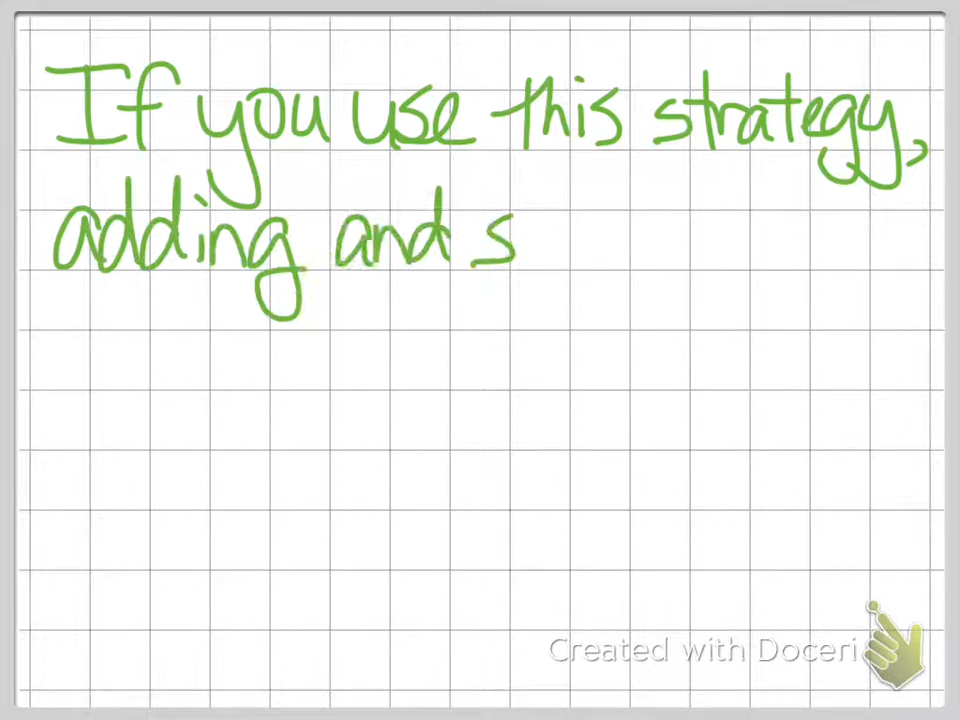 If you use this strategy,
adding and s
Created with Doceri